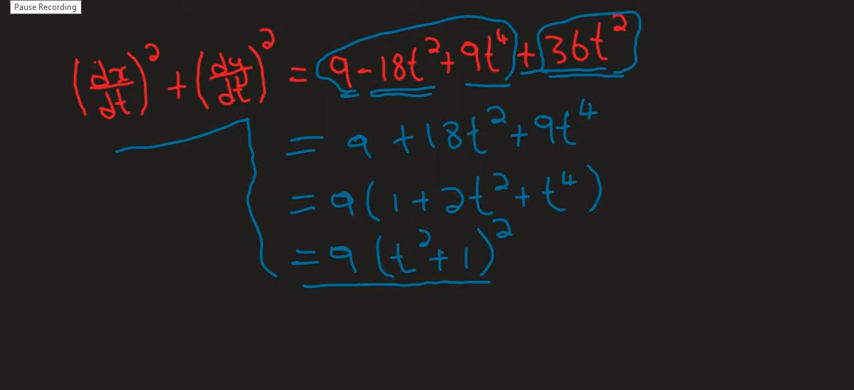 Pause Recording
(dx/dt)² + (dy/dt)² = 9 - 18t² + 9t⁴ + 36t²
= 9 + 18t² + 9t⁴
= 9(1 + 2t² + t⁴)
= 9(t² + 1)²